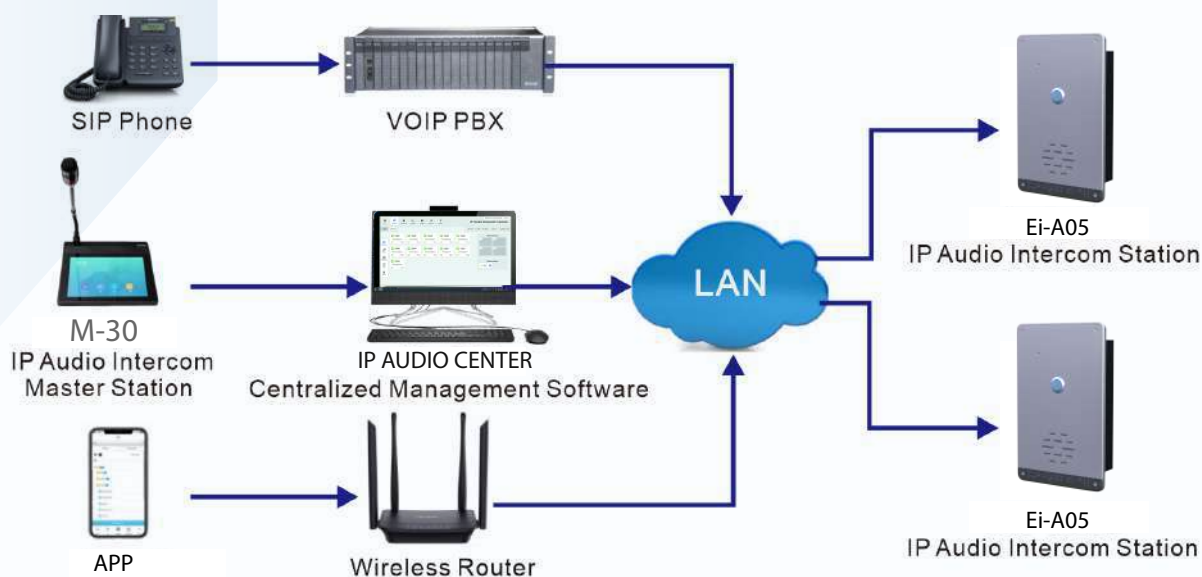 SIP Phone
VOIP PBX
M-30
IP Audio Intercom
Master Station
IP AUDIO CENTER
Centralized Management Software
LAN
Ei-A05
IP Audio Intercom Station
Ei-A05
IP Audio Intercom Station
APP
Wireless Router